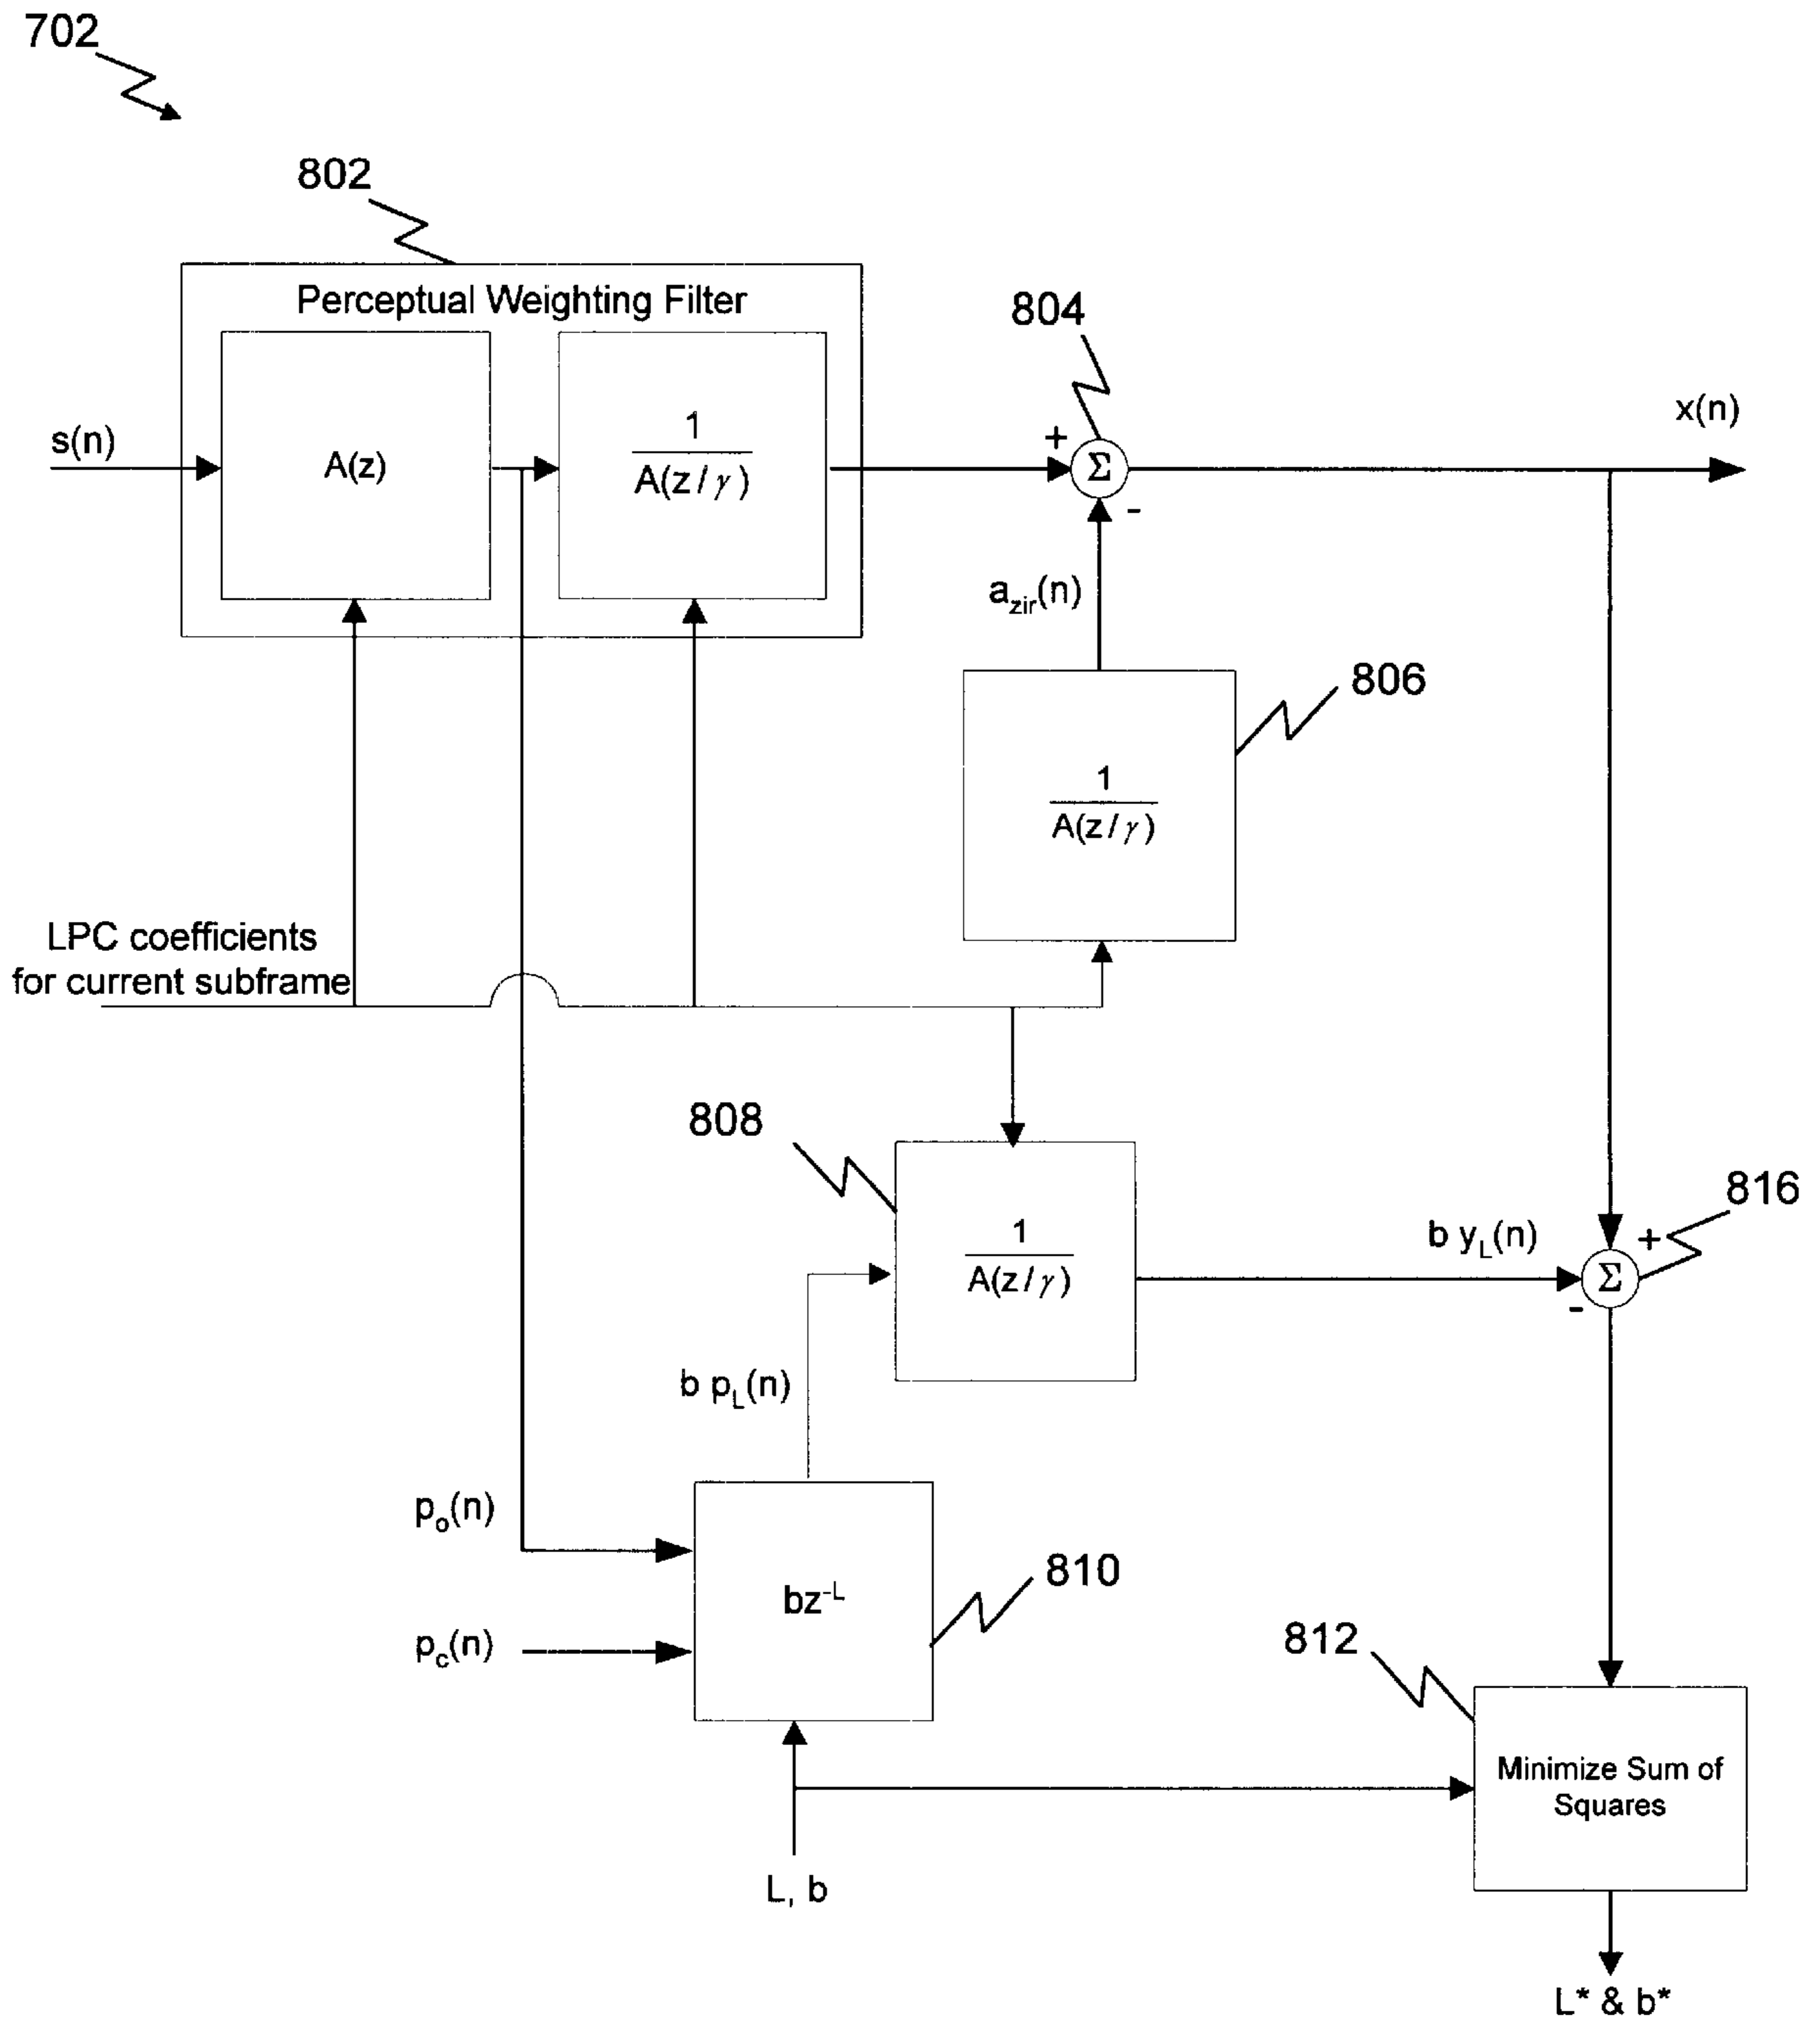 702
802
Perceptual Weighting Filter
804
x(n)
s(n)
A(z)
1
A(z / γ)
+
Σ
-
a_zir(n)
806
1
A(z / γ)
LPC coefficients
for current subframe
808
816
1
A(z / γ)
b y_L(n)
+
Σ
-
b p_L(n)
p_o(n)
810
bz^-L
p_c(n)
812
Minimize Sum of
Squares
L, b
L* & b*